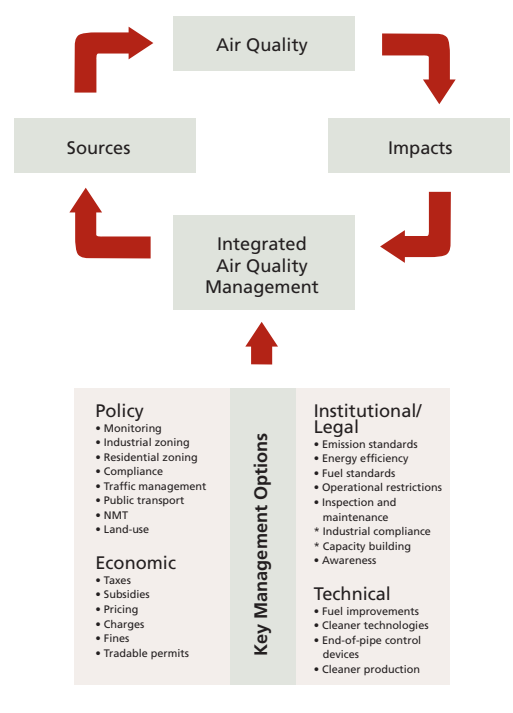 Air Quality
Sources
Impacts
Integrated
Air Quality
Management
Key Management Options
Policy
• Monitoring
• Industrial zoning
• Residential zoning
• Compliance
• Traffic management
• Public transport
• NMT
• Land-use
Economic
• Taxes
• Subsidies
• Pricing
• Charges
• Fines
• Tradable permits
Institutional/
Legal
• Emission standards
• Energy efficiency
• Fuel standards
• Operational restrictions
• Inspection and
maintenance
* Industrial compliance
* Capacity building
• Awareness
Technical
• Fuel improvements
• Cleaner technologies
• End-of-pipe control
devices
• Cleaner production